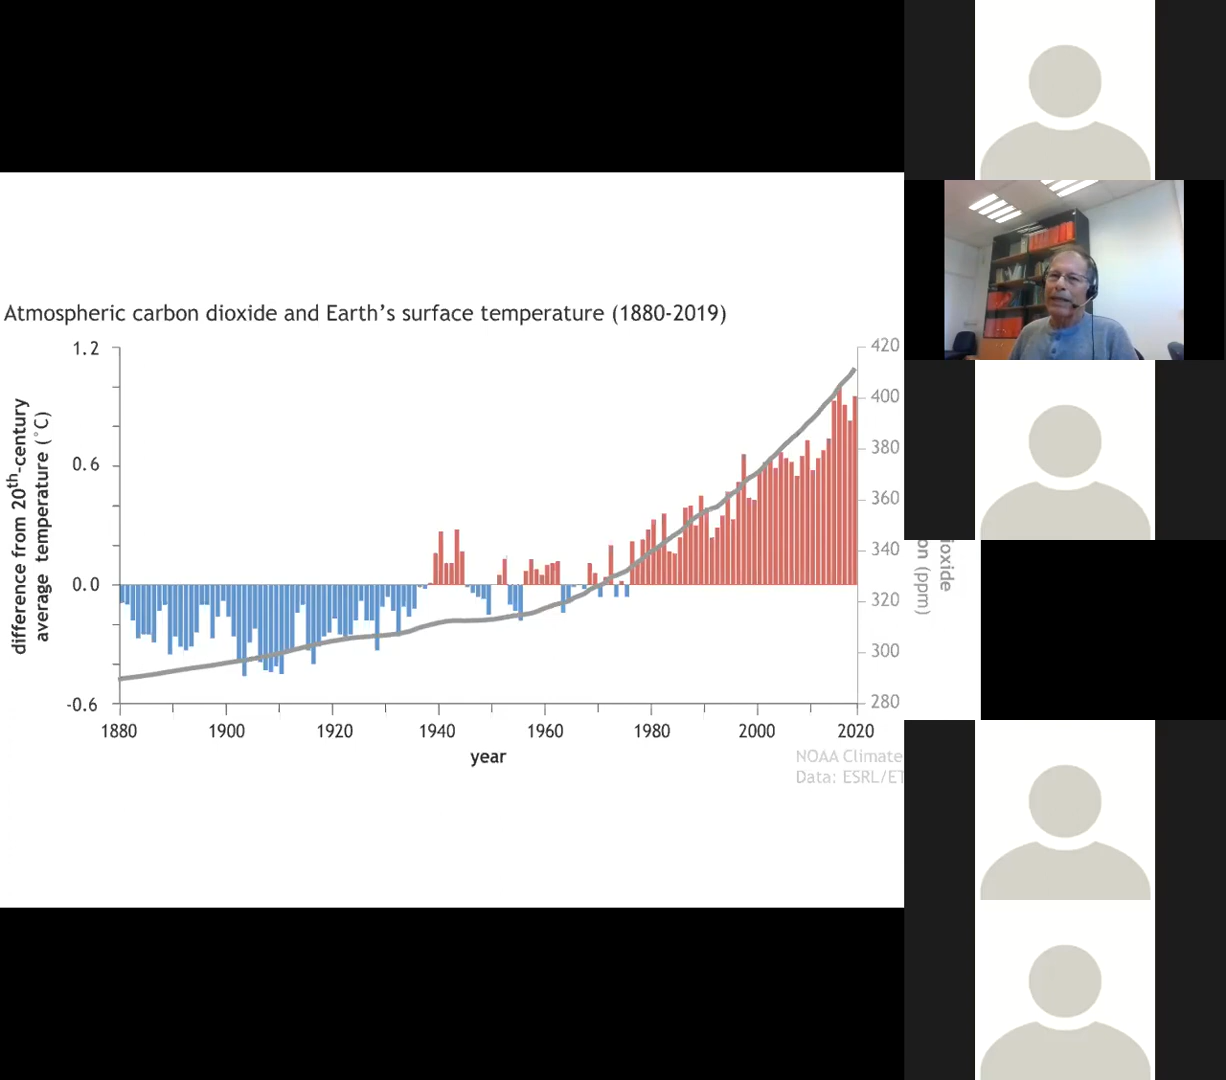 Atmospheric carbon dioxide and Earth's surface temperature (1880-2019)
1.2
0.6
0.0
-0.6
difference from 20th-century
average temperature (°C)
420
400
380
360
340
320
300
280
ioxide
on (ppm)
1880 1900 1920 1940 1960 1980 2000 2020
year
NOAA Climate
Data: ESRL/ET